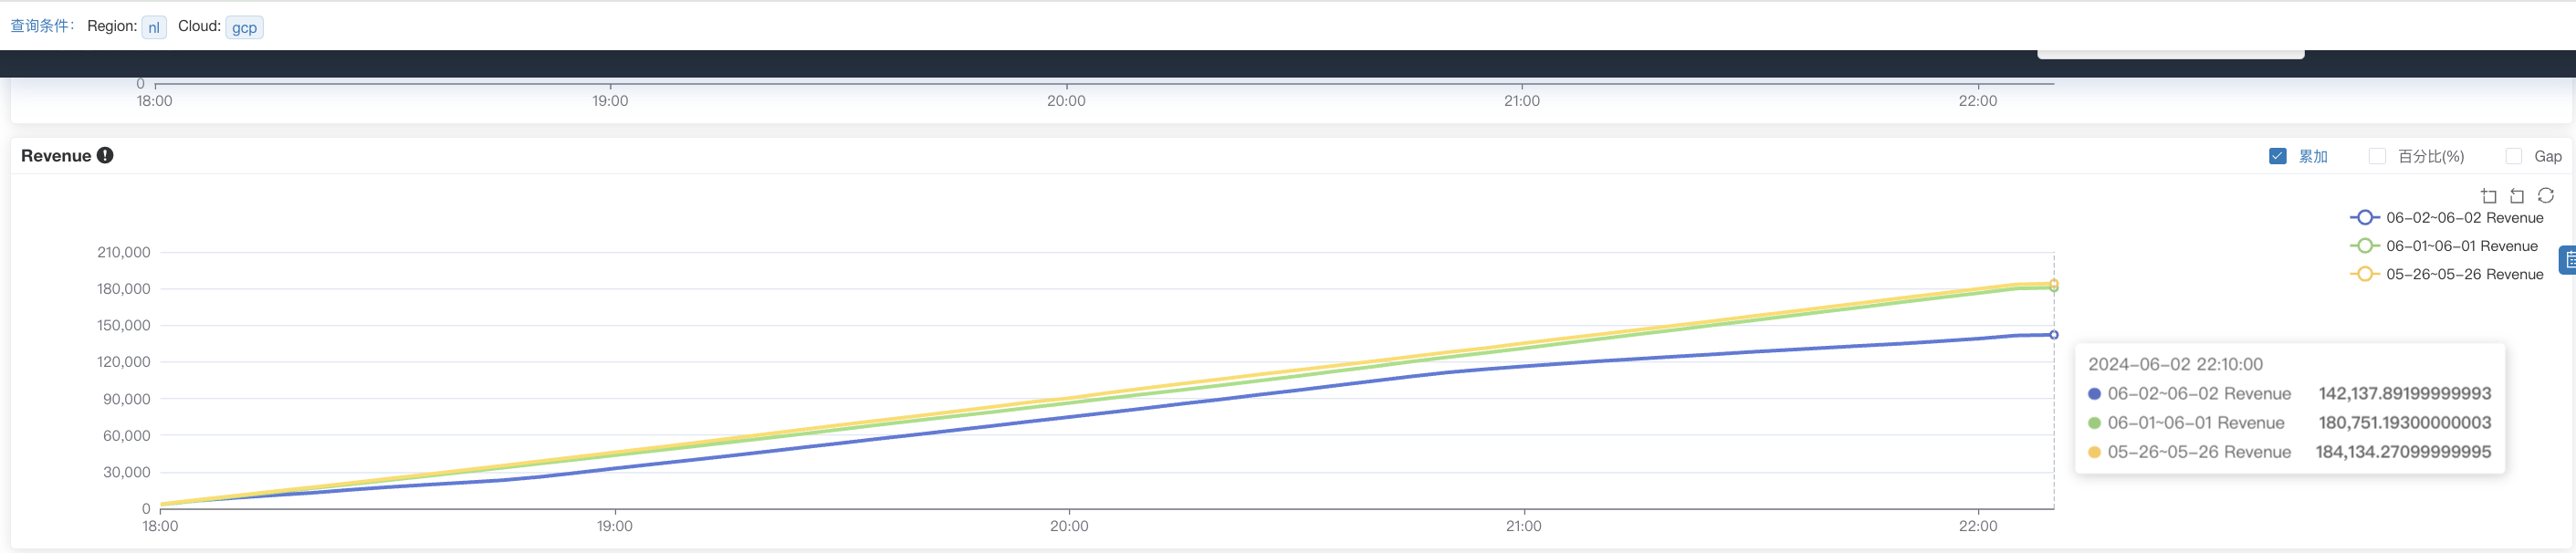 查询条件： Region: nl Cloud: gcp
0
18:00 19:00 20:00 21:00 22:00
Revenue
累加 百分比(%) Gap
06-02~06-02 Revenue
06-01~06-01 Revenue
05-26~05-26 Revenue
210,000
180,000
150,000
120,000
90,000
60,000
30,000
0
18:00 19:00 20:00 21:00 22:00
2024-06-02 22:10:00
06-02~06-02 Revenue 142,137.89199999993
06-01~06-01 Revenue 180,751.19300000003
05-26~05-26 Revenue 184,134.27099999995